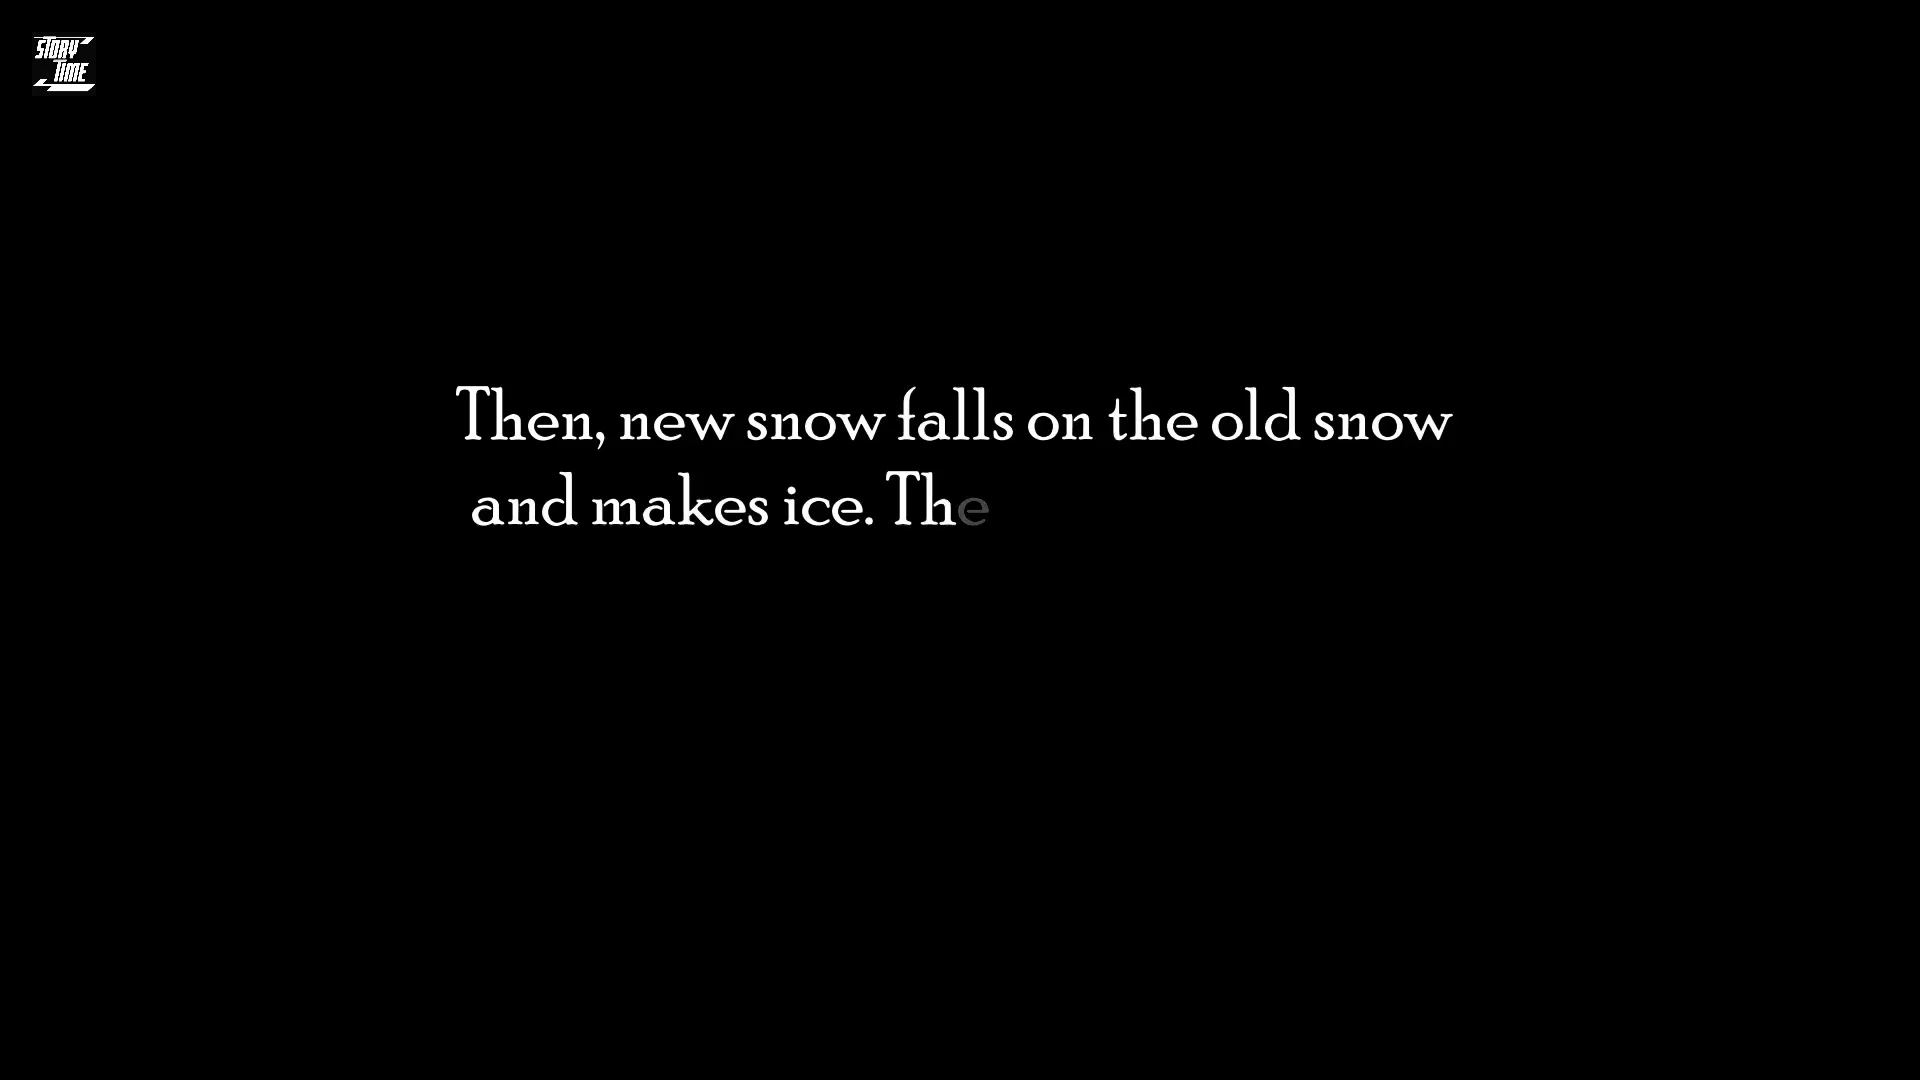 STORY
TIME
Then, new snow falls on the old snow
and makes ice. The